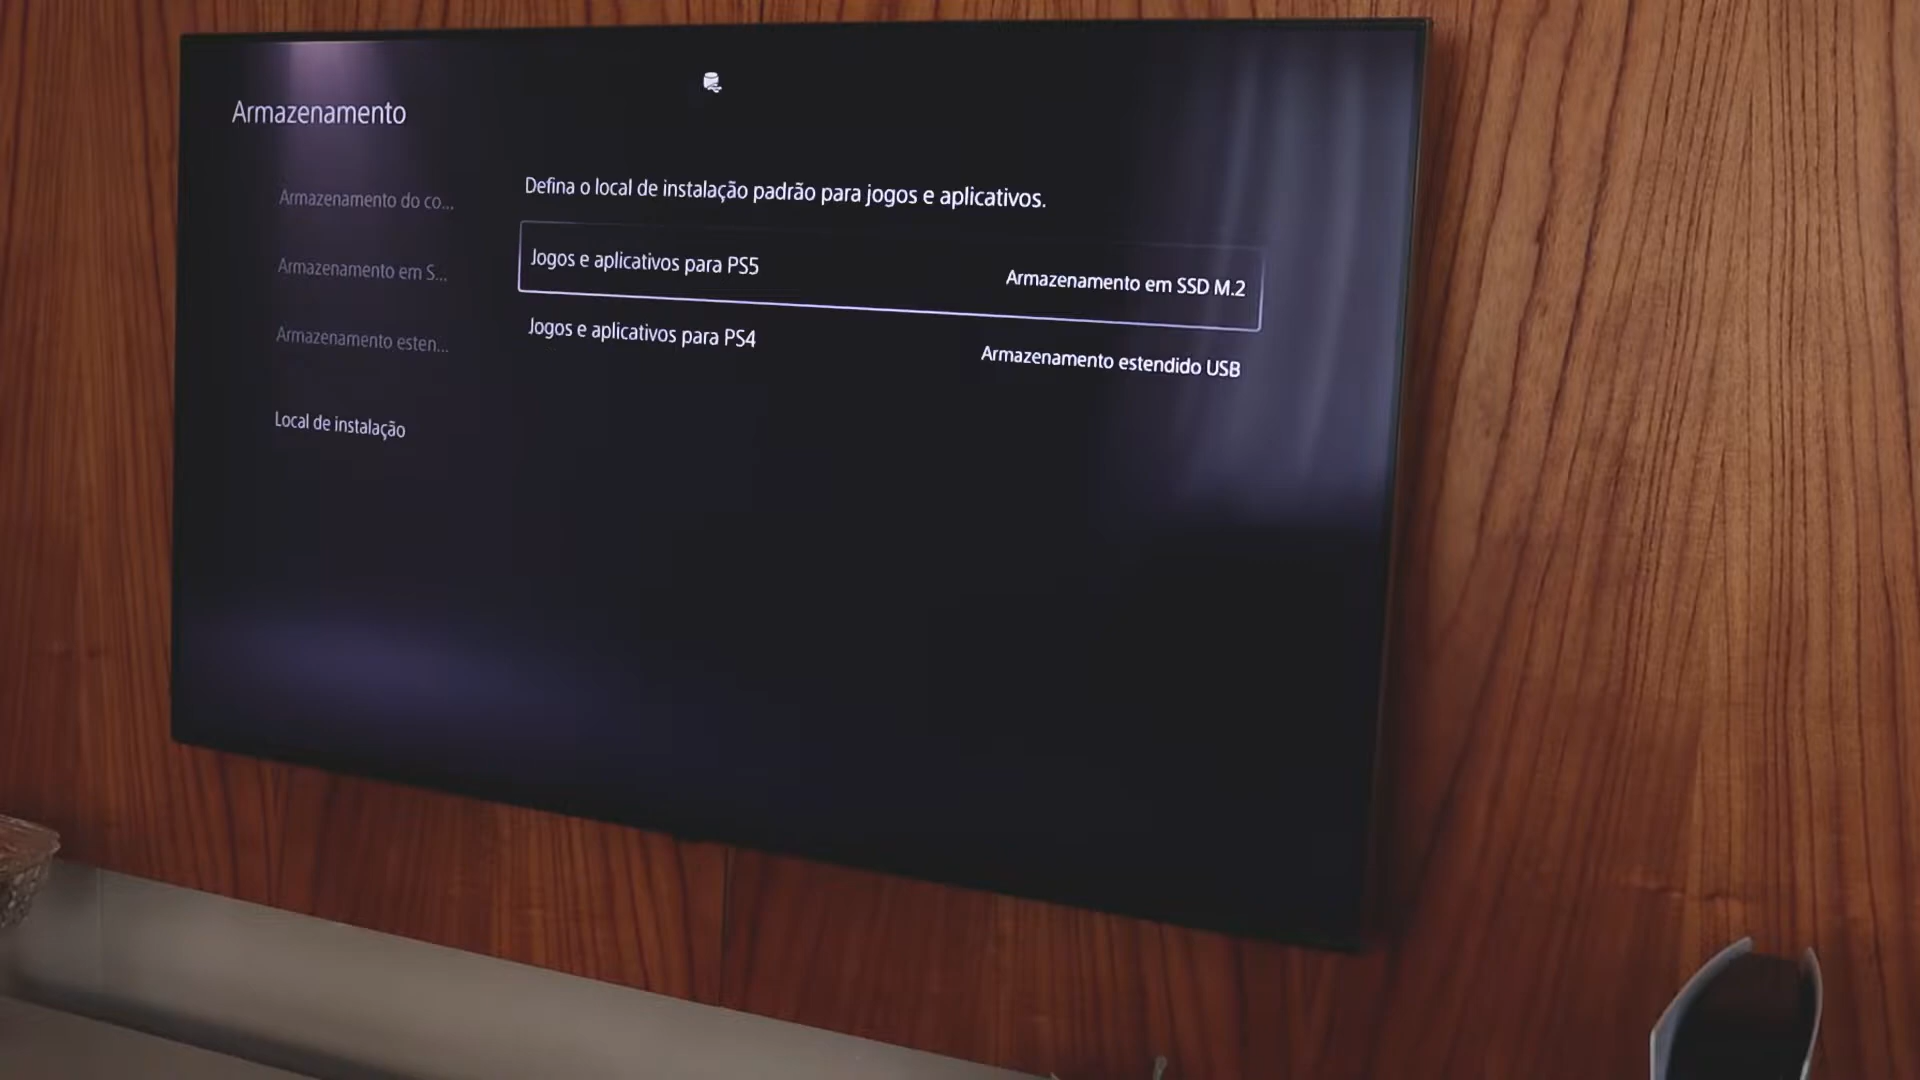 Armazenamento
Armazenamento do co...
Armazenamento em S...
Armazenamento esten...
Local de instalação
Defina o local de instalação padrão para jogos e aplicativos.
Jogos e aplicativos para PS5 Armazenamento em SSD M.2
Jogos e aplicativos para PS4 Armazenamento estendido USB